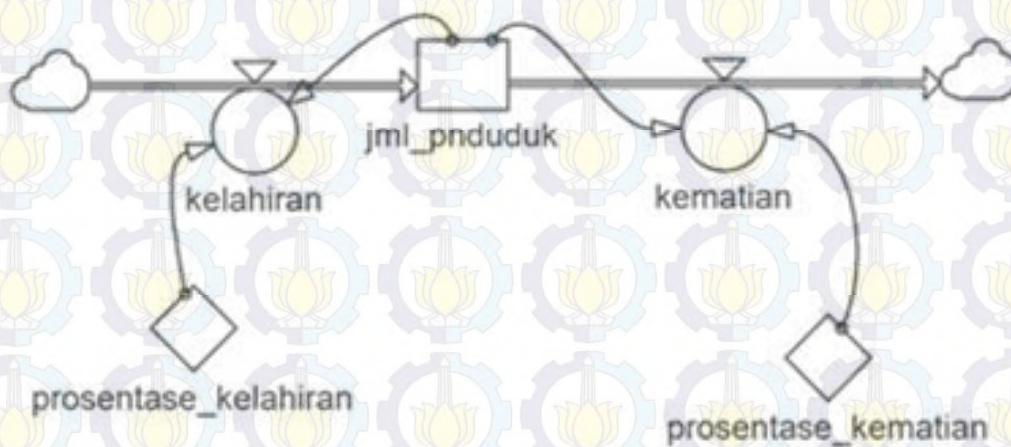 jml_pnduduk
kelahiran
kematian
prosentase_kelahiran
prosentase_kematian